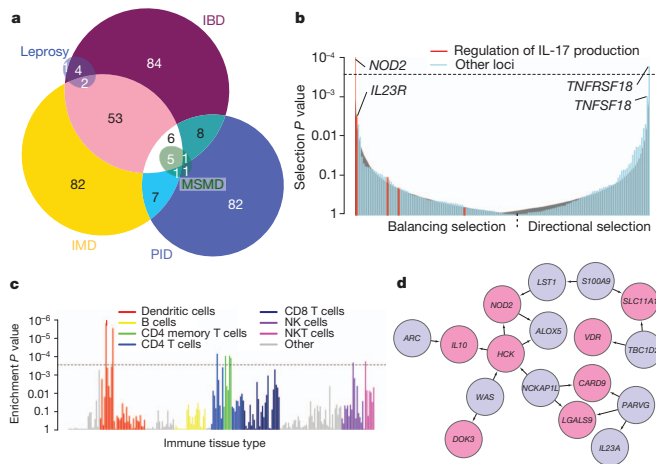 a
IBD
Leprosy
84
1 4
2
53
6
8
5 1
1 1
MSMD
82
7
82
IMD
PID
b
Selection P value
10-4
10-3
0.01
0.1
1
NOD2
IL23R
Regulation of IL-17 production
Other loci
TNFRSF18
TNFSF18
Balancing selection
Directional selection
c
Enrichment P value
10-6
10-5
10-4
10-3
0.01
0.1
1
Dendritic cells
B cells
CD4 memory T cells
CD4 T cells
CD8 T cells
NK cells
NKT cells
Other
Immune tissue type
d
LST1
S100A9
NOD2
SLC11A1
ARC
IL10
ALOX5
VDR
HCK
TBC1D3
WAS
NCKAP1L
CARD9
PARVG
LGALS9
DOK3
IL23A